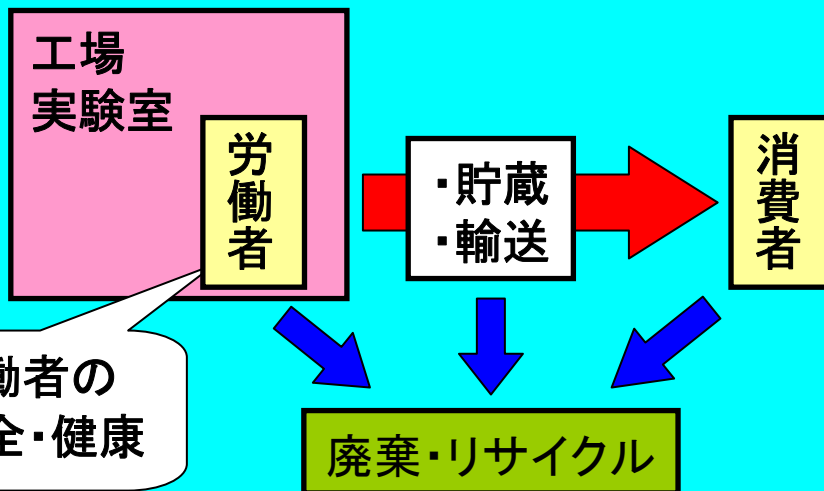 工場
実験室
労働者
・貯蔵
・輸送
消費者
働者の
全・健康
廃棄・リサイクル